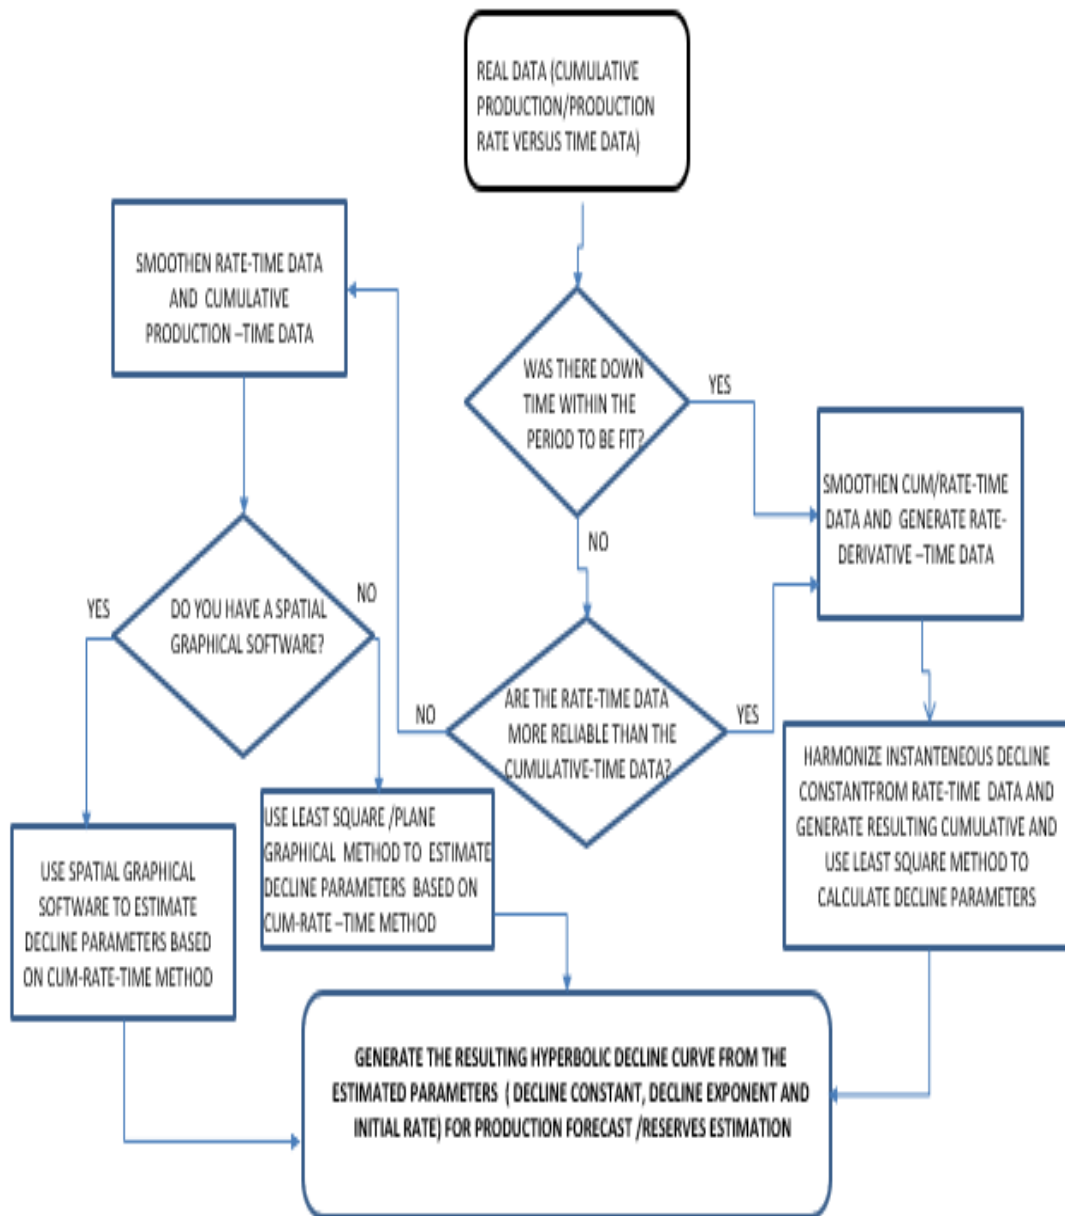 REAL DATA (CUMULATIVE
PRODUCTION/PRODUCTION
RATE VERSUS TIME DATA)
SMOOTHEN RATE-TIME DATA
AND CUMULATIVE
PRODUCTION –TIME DATA
WAS THERE DOWN
TIME WITHIN THE
PERIOD TO BE FIT?
YES
NO
SMOOTHEN CUM/RATE-TIME
DATA AND GENERATE RATE-
DERIVATIVE –TIME DATA
DO YOU HAVE A SPATIAL
GRAPHICAL SOFTWARE?
YES
NO
ARE THE RATE-TIME DATA
MORE RELIABLE THAN THE
CUMULATIVE-TIME DATA?
NO
YES
HARMONIZE INSTANTENEOUS DECLINE
CONSTANTFROM RATE-TIME DATA AND
GENERATE RESULTING CUMULATIVE AND
USE LEAST SQUARE METHOD TO
CALCULATE DECLINE PARAMETERS
USE LEAST SQUARE /PLANE
GRAPHICAL METHOD TO ESTIMATE
DECLINE PARAMETERS BASED ON
CUM-RATE –TIME METHOD
USE SPATIAL GRAPHICAL
SOFTWARE TO ESTIMATE
DECLINE PARAMETERS BASED
ON CUM-RATE-TIME METHOD
GENERATE THE RESULTING HYPERBOLIC DECLINE CURVE FROM THE
ESTIMATED PARAMETERS ( DECLINE CONSTANT, DECLINE EXPONENT AND
INITIAL RATE) FOR PRODUCTION FORECAST /RESERVES ESTIMATION